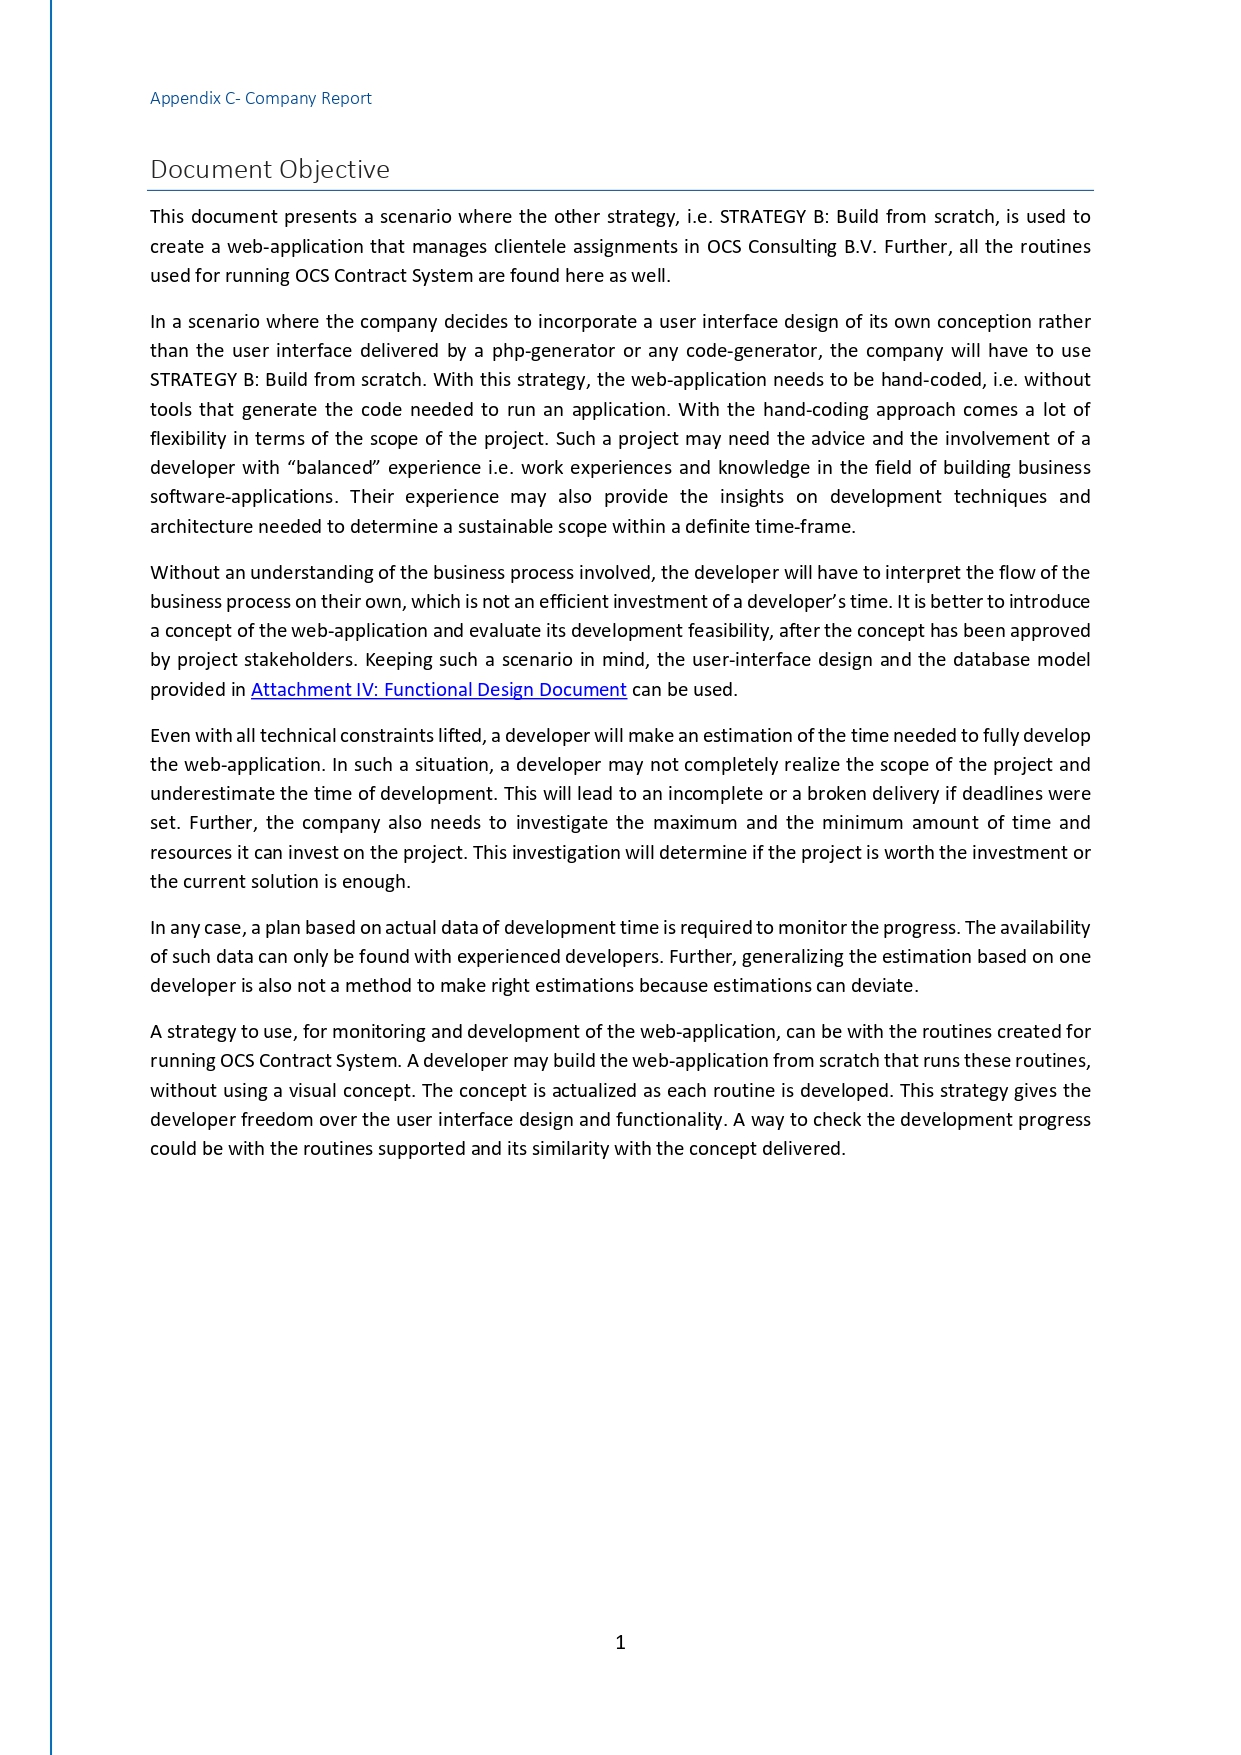 Appendix C- Company Report
Document Objective
This document presents a scenario where the other strategy, i.e. STRATEGY B: Build from scratch, is used to
create a web-application that manages clientele assignments in OCS Consulting B.V. Further, all the routines
used for running OCS Contract System are found here as well.
In a scenario where the company decides to incorporate a user interface design of its own conception rather
than the user interface delivered by a php-generator or any code-generator, the company will have to use
STRATEGY B: Build from scratch. With this strategy, the web-application needs to be hand-coded, i.e. without
tools that generate the code needed to run an application. With the hand-coding approach comes a lot of
flexibility in terms of the scope of the project. Such a project may need the advice and the involvement of a
developer with “balanced” experience i.e. work experiences and knowledge in the field of building business
software-applications. Their experience may also provide the insights on development techniques and
architecture needed to determine a sustainable scope within a definite time-frame.
Without an understanding of the business process involved, the developer will have to interpret the flow of the
business process on their own, which is not an efficient investment of a developer’s time. It is better to introduce
a concept of the web-application and evaluate its development feasibility, after the concept has been approved
by project stakeholders. Keeping such a scenario in mind, the user-interface design and the database model
provided in Attachment IV: Functional Design Document can be used.
Even with all technical constraints lifted, a developer will make an estimation of the time needed to fully develop
the web-application. In such a situation, a developer may not completely realize the scope of the project and
underestimate the time of development. This will lead to an incomplete or a broken delivery if deadlines were
set. Further, the company also needs to investigate the maximum and the minimum amount of time and
resources it can invest on the project. This investigation will determine if the project is worth the investment or
the current solution is enough.
In any case, a plan based on actual data of development time is required to monitor the progress. The availability
of such data can only be found with experienced developers. Further, generalizing the estimation based on one
developer is also not a method to make right estimations because estimations can deviate.
A strategy to use, for monitoring and development of the web-application, can be with the routines created for
running OCS Contract System. A developer may build the web-application from scratch that runs these routines,
without using a visual concept. The concept is actualized as each routine is developed. This strategy gives the
developer freedom over the user interface design and functionality. A way to check the development progress
could be with the routines supported and its similarity with the concept delivered.
1